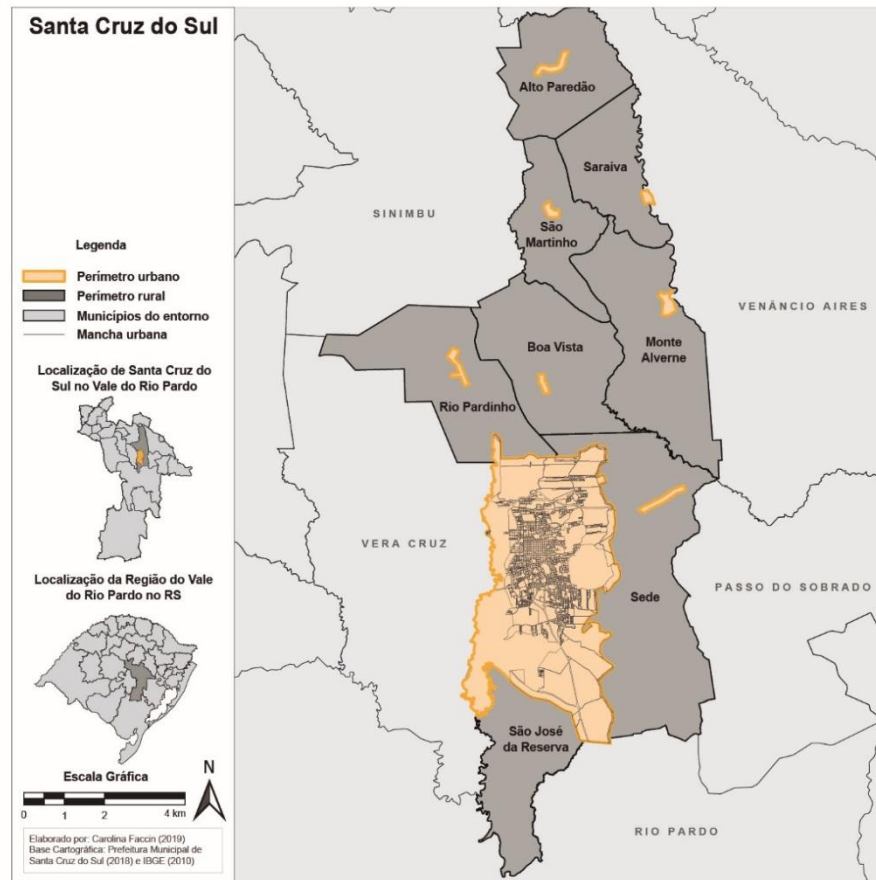 Santa Cruz do Sul
Legenda
Perímetro urbano
Perímetro rural
Municípios do entorno
Mancha urbana
Localização de Santa Cruz do
Sul no Vale do Rio Pardo
Localização da Região do Vale
do Rio Pardo no RS
Escala Gráfica
N
0 1 2 4 km
Elaborado por: Carolina Faccin (2019)
Base Cartográfica: Prefeitura Municipal de
Santa Cruz do Sul (2018) e IBGE (2010)
Alto Paredão
Saraiva
SINIMBU
São
Martinho
VENÂNCIO AIRES
Monte
Alverne
Boa Vista
Rio Pardinho
VERA CRUZ
PASSO DO SOBRADO
Sede
São José
da Reserva
RIO PARDO